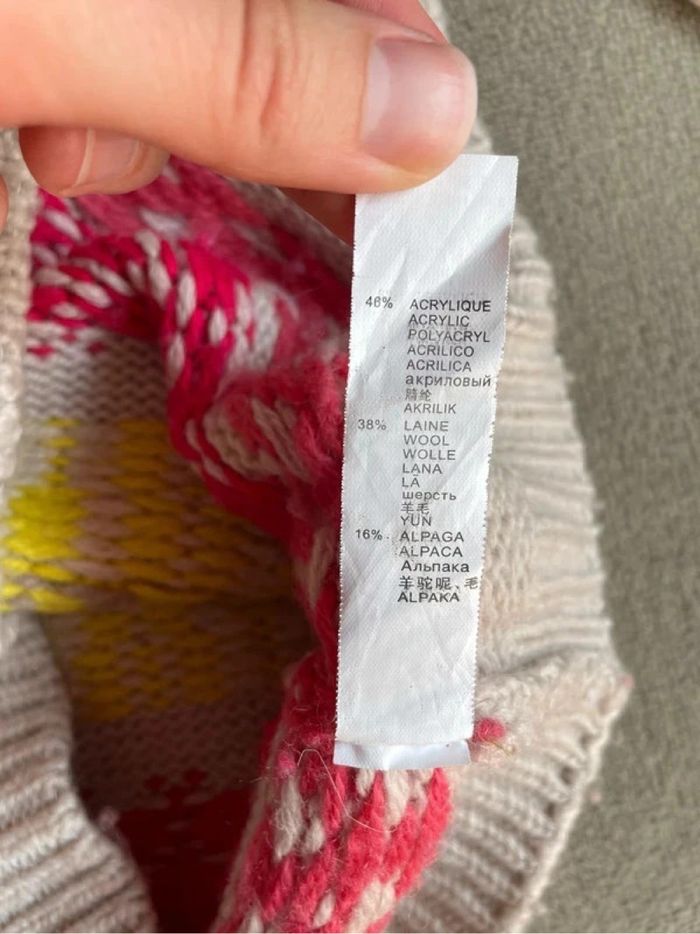 46% ACRYLIQUE
ACRYLIC
POLYACRYL
ACRILICO
ACRILICA
акриловый
腈纶
AKRILIK
38% LAINE
WOOL
WOLLE
LANA
LÃ
шерсть
羊毛
YUN
16% ALPAGA
ALPACA
Альпака
羊驼呢、毛
ALPAKA